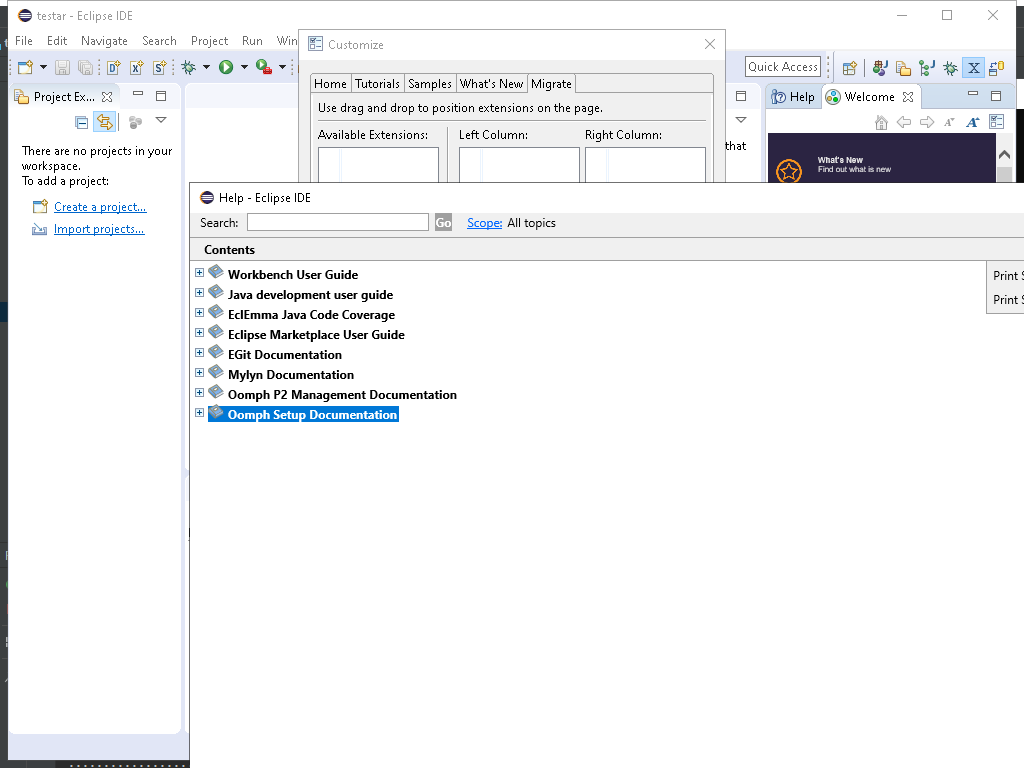 testar - Eclipse IDE
File Edit Navigate Search Project Run Win
Customize
Quick Access
Project Ex...
There are no projects in your
workspace.
To add a project:
Create a project...
Import projects...
Home Tutorials Samples What's New Migrate
Use drag and drop to position extensions on the page.
Available Extensions: Left Column: Right Column:
that
Help Welcome
What's New
Find out what is new
Help - Eclipse IDE
Search: Go Scope: All topics
Contents
Workbench User Guide
Java development user guide
EclEmma Java Code Coverage
Eclipse Marketplace User Guide
EGit Documentation
Mylyn Documentation
Oomph P2 Management Documentation
Oomph Setup Documentation
Print S
Print S